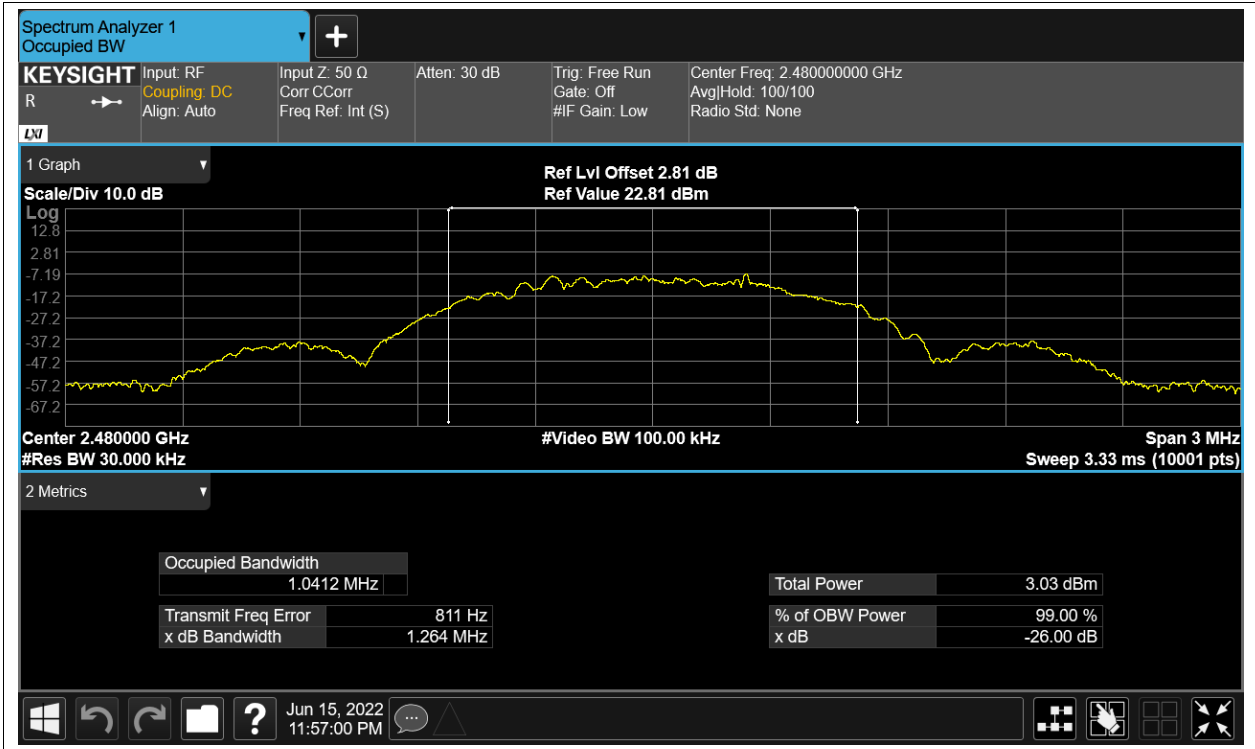 Spectrum Analyzer 1
Occupied BW
KEYSIGHT
R
LXI
Input: RF
Coupling: DC
Align: Auto
Input Z: 50 Ω
Corr CCorr
Freq Ref: Int (S)
Atten: 30 dB
Trig: Free Run
Gate: Off
#IF Gain: Low
Center Freq: 2.480000000 GHz
Avg|Hold: 100/100
Radio Std: None
1 Graph
Scale/Div 10.0 dB
Ref Lvl Offset 2.81 dB
Ref Value 22.81 dBm
Log
12.8
2.81
-7.19
-17.2
-27.2
-37.2
-47.2
-57.2
-67.2
Center 2.480000 GHz
#Video BW 100.00 kHz
Span 3 MHz
#Res BW 30.000 kHz
Sweep 3.33 ms (10001 pts)
2 Metrics
Occupied Bandwidth
1.0412 MHz
Total Power 3.03 dBm
Transmit Freq Error 811 Hz
% of OBW Power 99.00 %
x dB Bandwidth 1.264 MHz
x dB -26.00 dB
?
Jun 15, 2022
11:57:00 PM